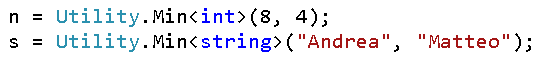 n = Utility.Min<int>(8, 4);
s = Utility.Min<string>("Andrea", "Matteo");